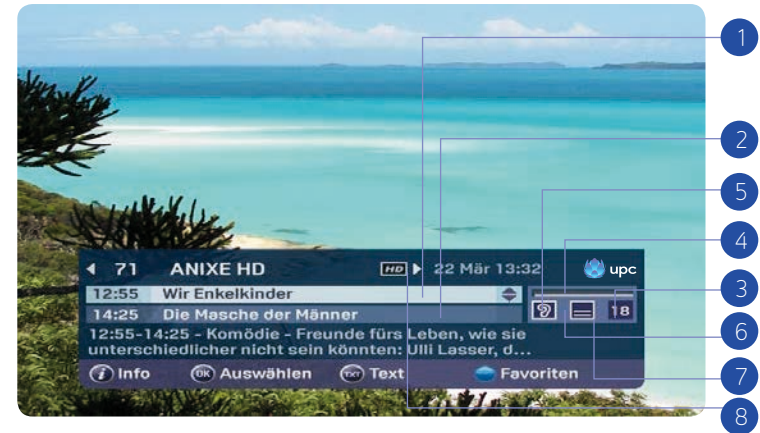 71 ANIXE HD HD 22 Mär 13:32 upc
12:55 Wir Enkelkinder
14:25 Die Masche der Männer
18
12:55-14:25 - Komödie - Freunde fürs Leben, wie sie
unterschiedlicher nicht sein könnten: Ulli Lasser, d...
i Info OK Auswählen TXT Text Favoriten
1
2
5
4
3
6
7
8